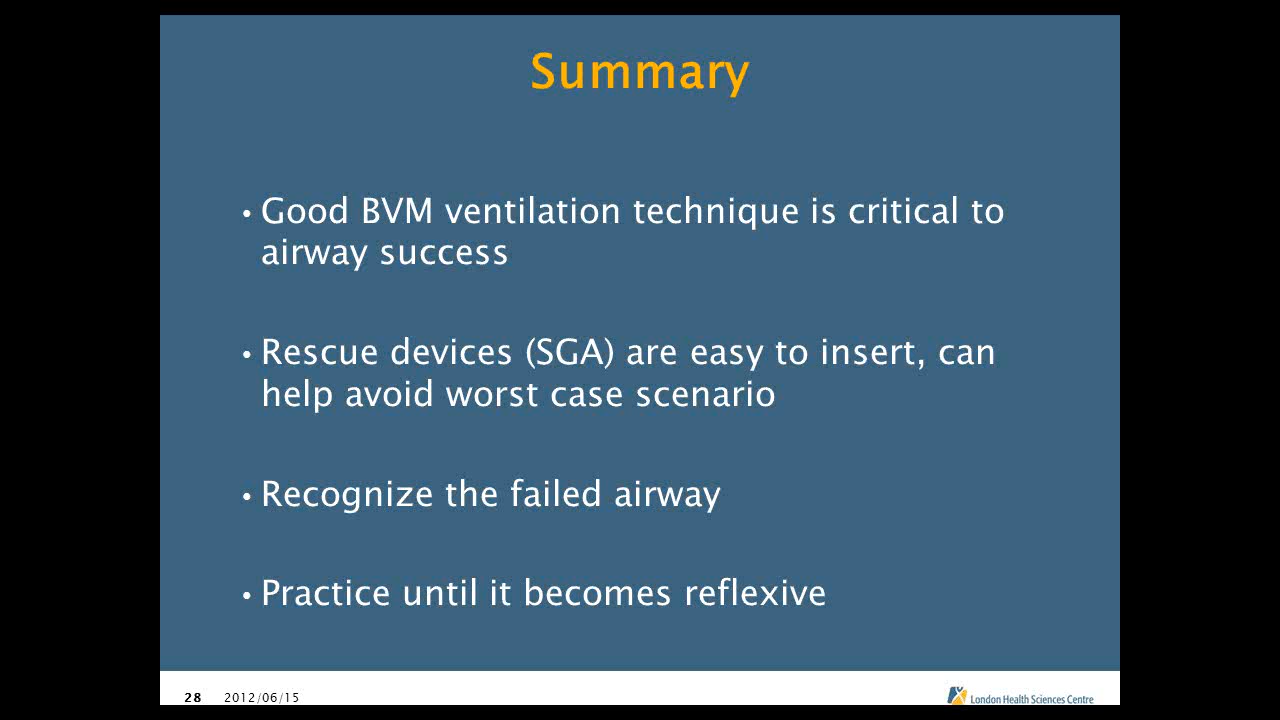 Summary
• Good BVM ventilation technique is critical to
airway success
• Rescue devices (SGA) are easy to insert, can
help avoid worst case scenario
• Recognize the failed airway
• Practice until it becomes reflexive
28 2012/06/15 London Health Sciences Centre